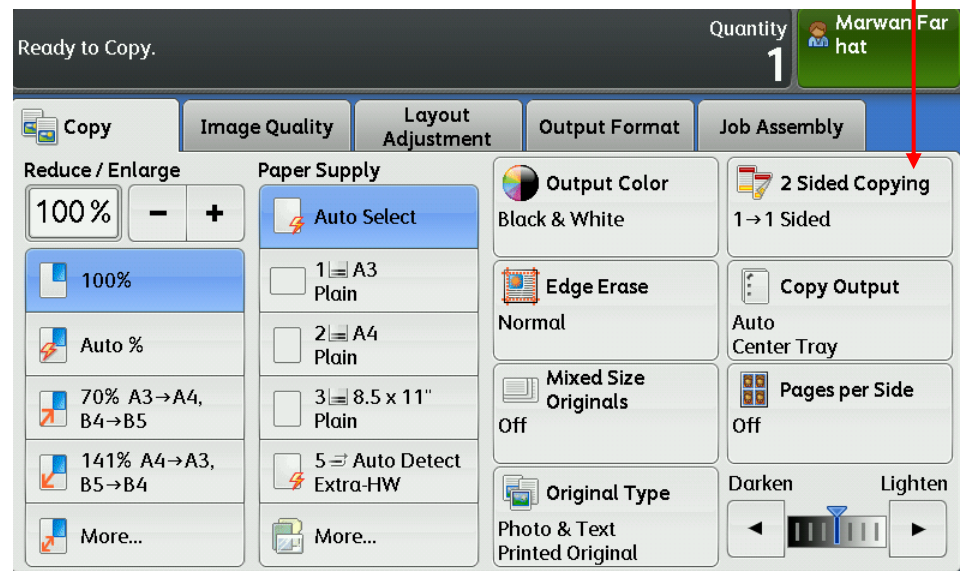 Ready to Copy.
Quantity
1
Marwan Far
hat
Copy
Image Quality
Layout
Adjustment
Output Format
Job Assembly
Reduce / Enlarge
100%
-
+
100%
Auto %
70% A3→A4,
B4→B5
141% A4→A3,
B5→B4
More...
Paper Supply
Auto Select
1 A3
Plain
2 A4
Plain
3 8.5 x 11"
Plain
5 Auto Detect
Extra-HW
More...
Output Color
Black & White
Edge Erase
Normal
Mixed Size
Originals
Off
Original Type
Photo & Text
Printed Original
2 Sided Copying
1→1 Sided
Copy Output
Auto
Center Tray
Pages per Side
Off
Darken Lighten